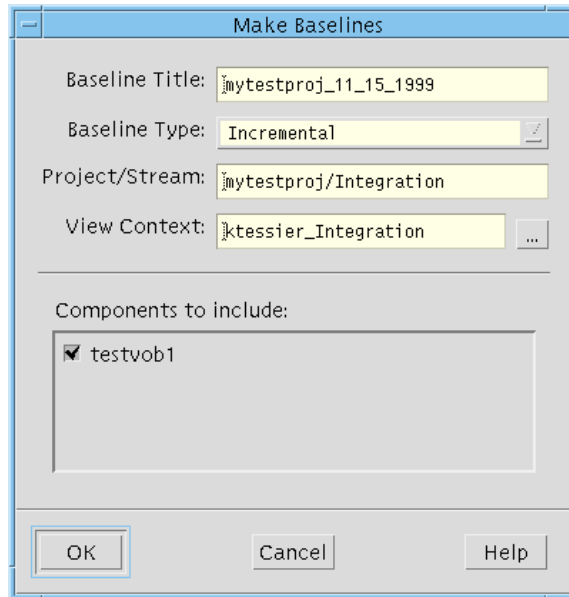 Make Baselines
Baseline Title: mytestproj_11_15_1999
Baseline Type: Incremental
Project/Stream: mytestproj/Integration
View Context: ktessier_Integration ...
Components to include:
testvob1
OK Cancel Help